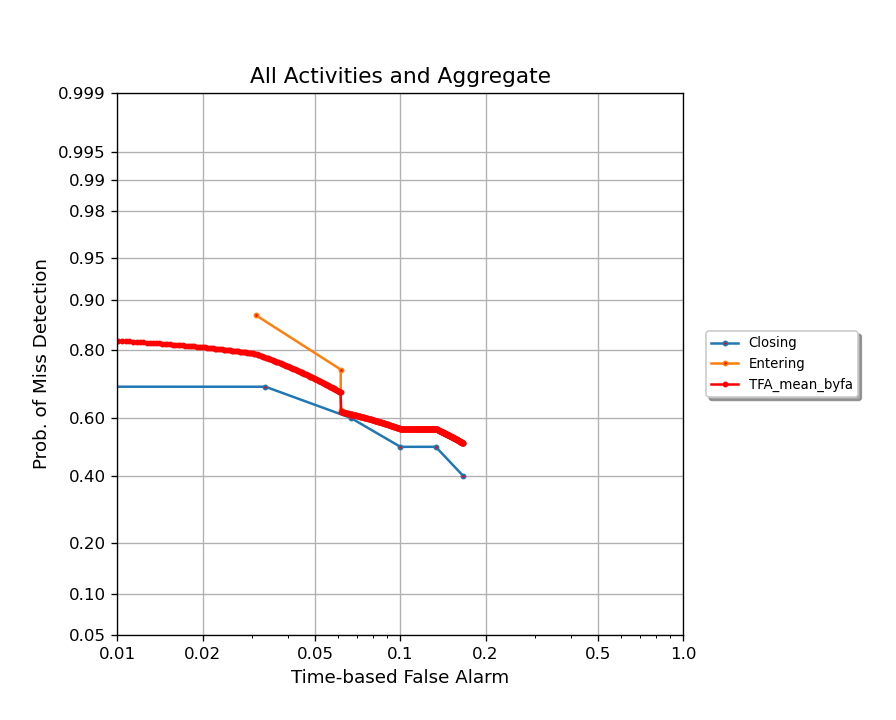 All Activities and Aggregate
0.999
0.995
0.99
0.98
0.95
0.90
0.80
0.60
0.40
0.20
0.10
0.05
Prob. of Miss Detection
0.01 0.02 0.05 0.1 0.2 0.5 1.0
Time-based False Alarm
Closing
Entering
TFA_mean_byfa